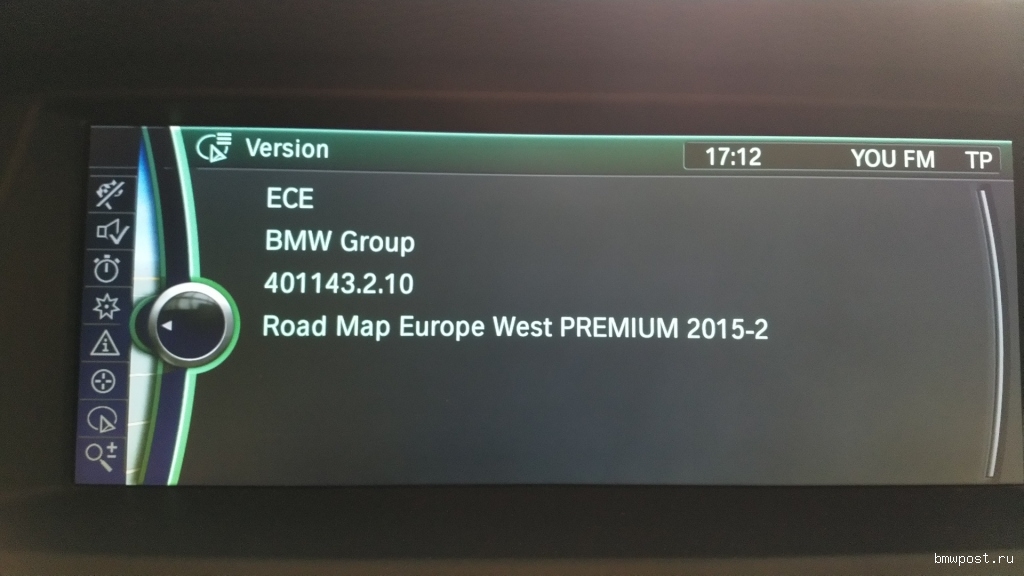 Version
17:12 YOU FM TP
ECE
BMW Group
401143.2.10
Road Map Europe West PREMIUM 2015-2
bmwpost.ru